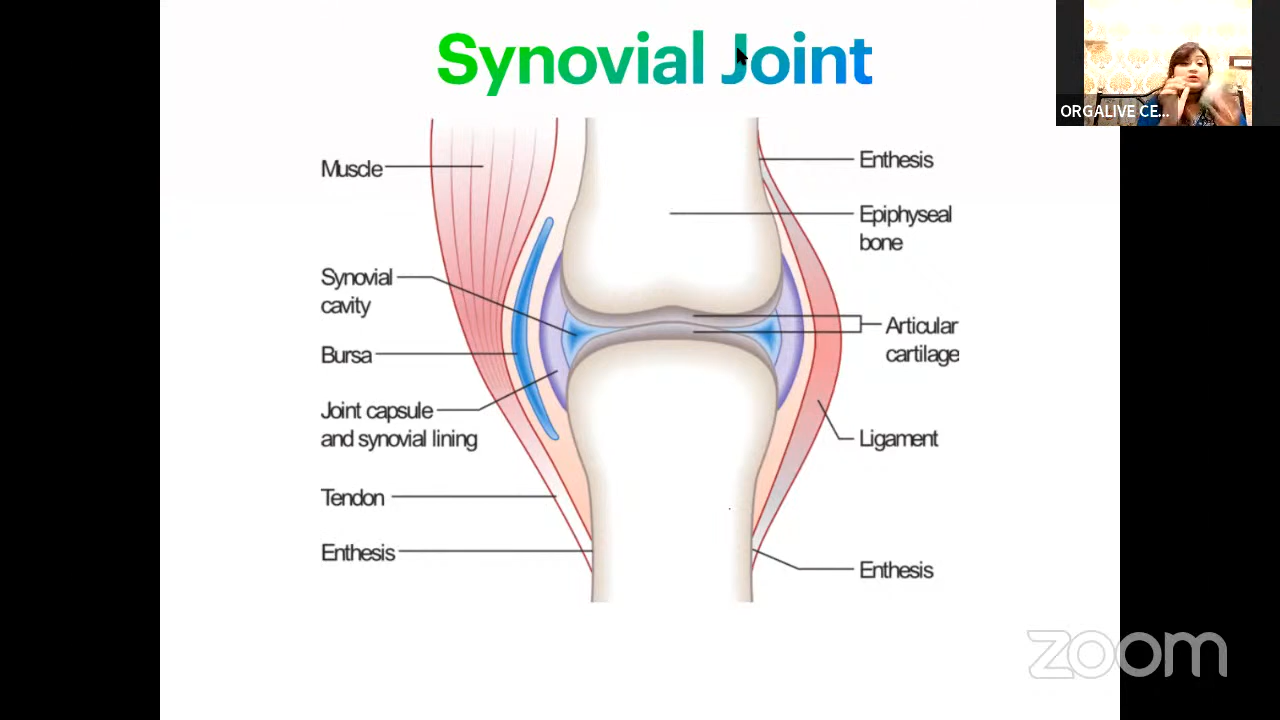 Synovial Joint
ORGALIVE CE...
Muscle
Synovial
cavity
Bursa
Joint capsule
and synovial lining
Tendon
Enthesis
Enthesis
Epiphyseal
bone
Articular
cartilage
Ligament
Enthesis
zoom